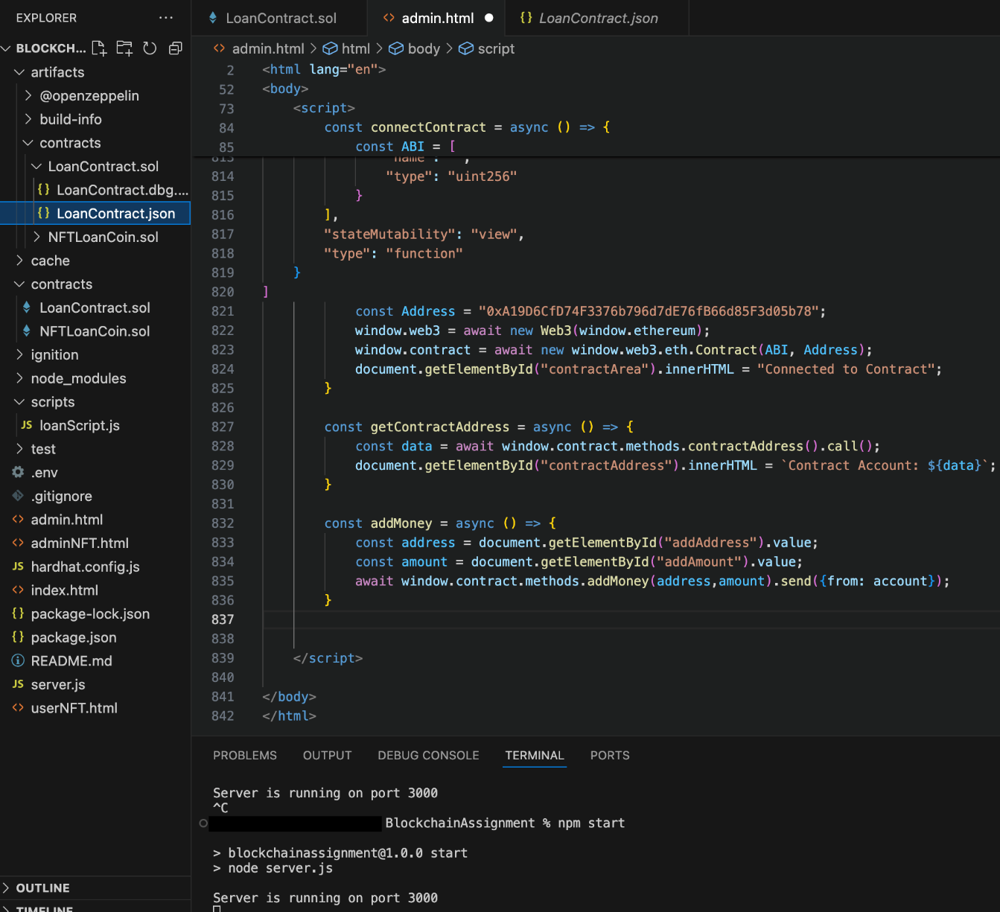 EXPLORER ...
BLOCKCH...
artifacts
@openzeppelin
build-info
contracts
LoanContract.sol
{} LoanContract.dbg....
{} LoanContract.json
NFTLoanCoin.sol
cache
contracts
LoanContract.sol
NFTLoanCoin.sol
ignition
node_modules
scripts
JS loanScript.js
test
.env
.gitignore
<> admin.html
<> adminNFT.html
JS hardhat.config.js
<> index.html
{} package-lock.json
{} package.json
README.md
JS server.js
<> userNFT.html
OUTLINE
TIMELINE
LoanContract.sol <> admin.html {} LoanContract.json
<> admin.html > html > body > script
2 <html lang="en">
52 <body>
73 <script>
84 const connectContract = async () => {
85 const ABI = [
813 "name": "",
814 "type": "uint256"
815 }
816 ],
817 "stateMutability": "view",
818 "type": "function"
819 }
820 ]
821 const Address = "0xA19D6CfD74F3376b796d7dE76fB66d85F3d05b78";
822 window.web3 = await new Web3(window.ethereum);
823 window.contract = await new window.web3.eth.Contract(ABI, Address);
824 document.getElementById("contractArea").innerHTML = "Connected to Contract";
825 }
826
827 const getContractAddress = async () => {
828 const data = await window.contract.methods.contractAddress().call();
829 document.getElementById("contractAddress").innerHTML = `Contract Account: ${data}`;
830 }
831
832 const addMoney = async () => {
833 const address = document.getElementById("addAddress").value;
834 const amount = document.getElementById("addAmount").value;
835 await window.contract.methods.addMoney(address,amount).send({from: account});
836 }
837
838
839 </script>
840
841 </body>
842 </html>
PROBLEMS OUTPUT DEBUG CONSOLE TERMINAL PORTS
Server is running on port 3000
^C
BlockchainAssignment % npm start
> blockchainassignment@1.0.0 start
> node server.js
Server is running on port 3000